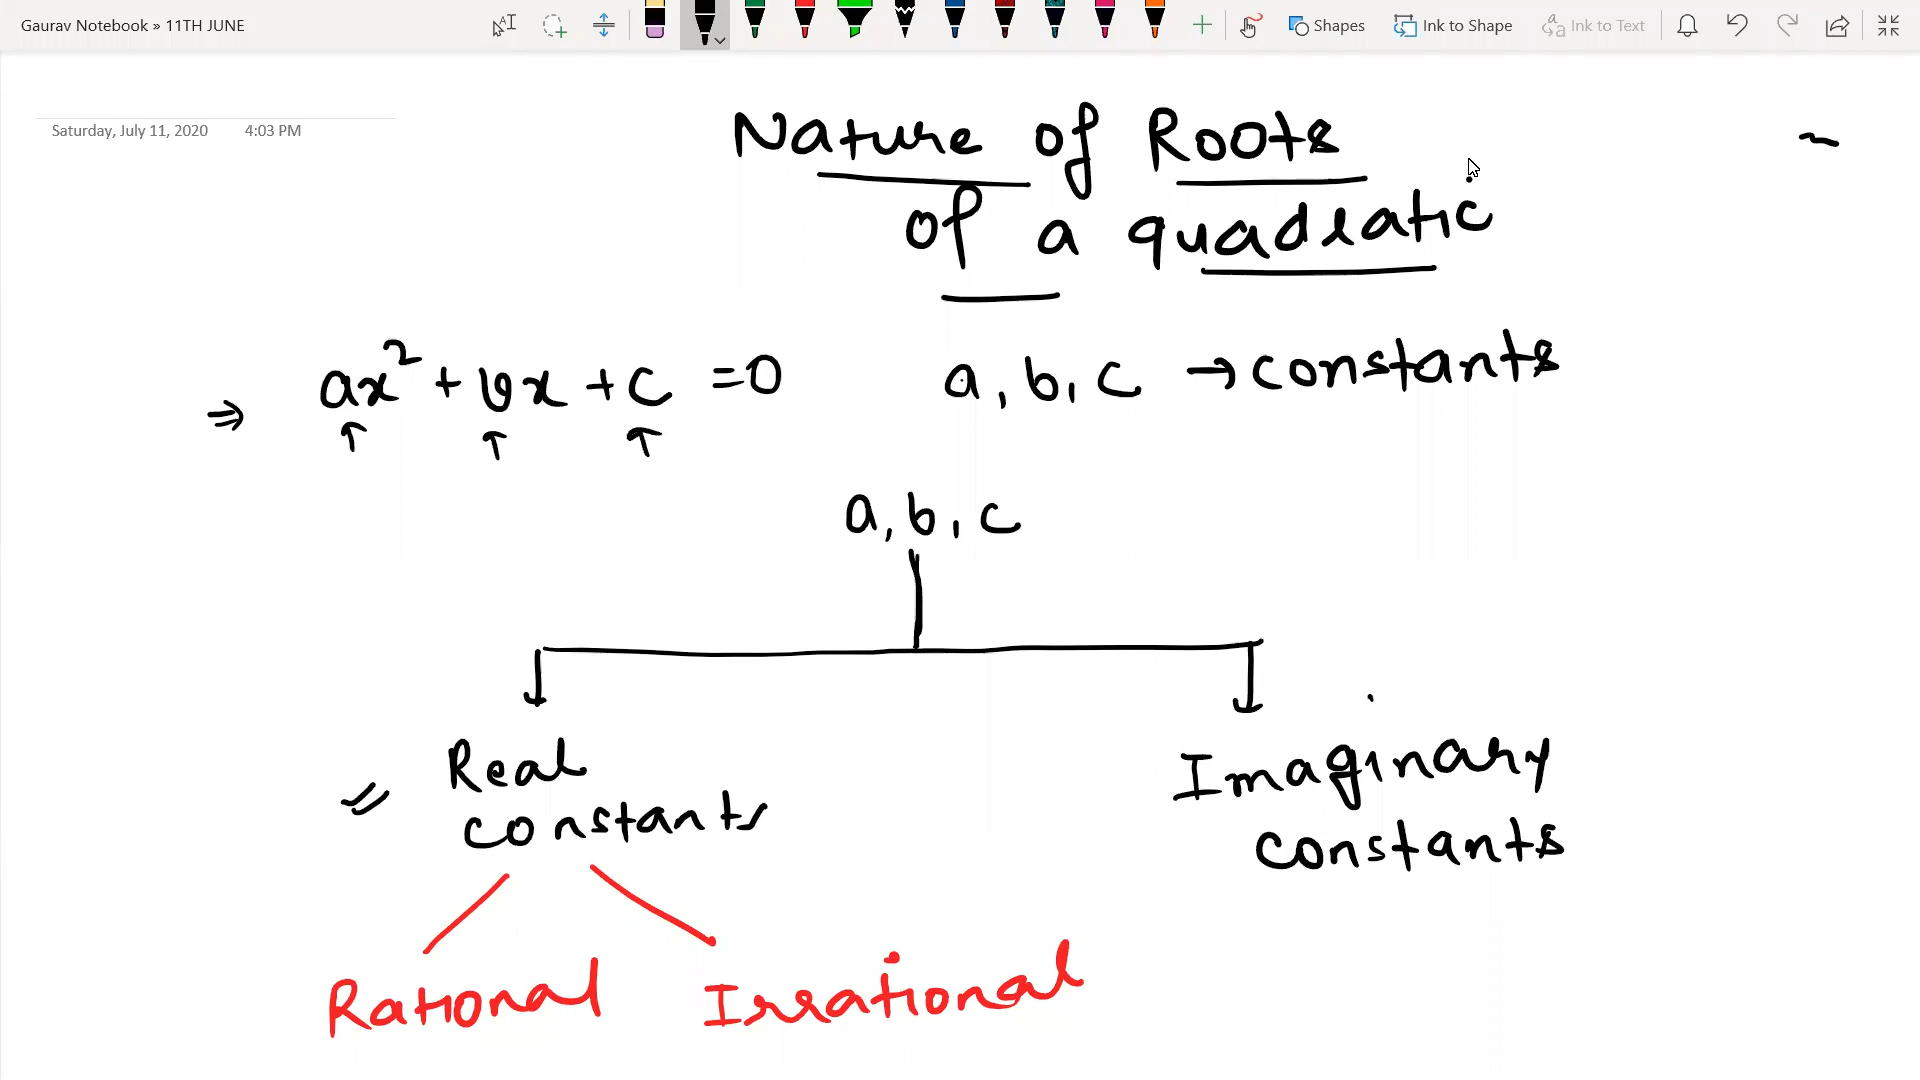 Gaurav Notebook » 11TH JUNE
Shapes
Ink to Shape
Ink to Text
Saturday, July 11, 2020 4:03 PM
Nature of Roots
of a quadratic
⇒ ax² + bx + c = 0 a, b, c → constants
a, b, c
Real
constants
Imaginary
constants
Rational Irrational